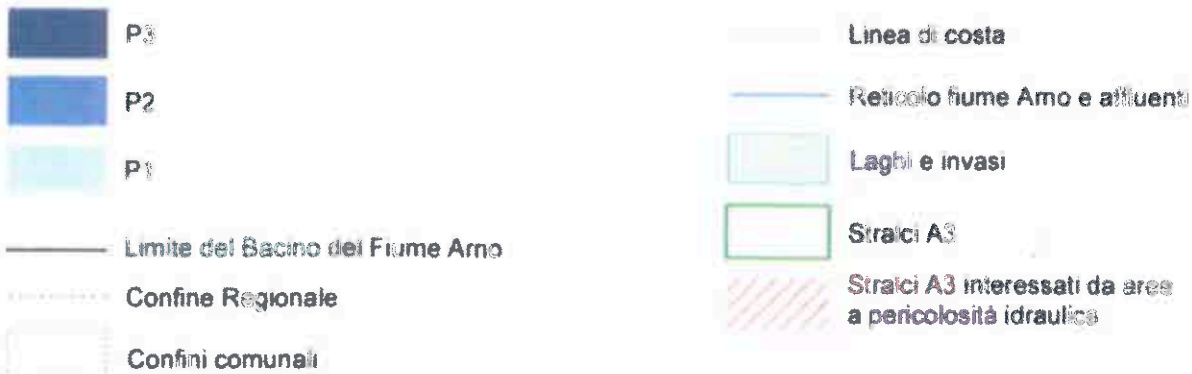 P3
P2
P1
Limite del Bacino del Fiume Arno
Confine Regionale
Confini comunali
Linea di costa
Reticolo fiume Arno e affluenti
Laghi e invasi
Stralci A3
Stralci A3 interessati da aree
a pericolosità idraulica